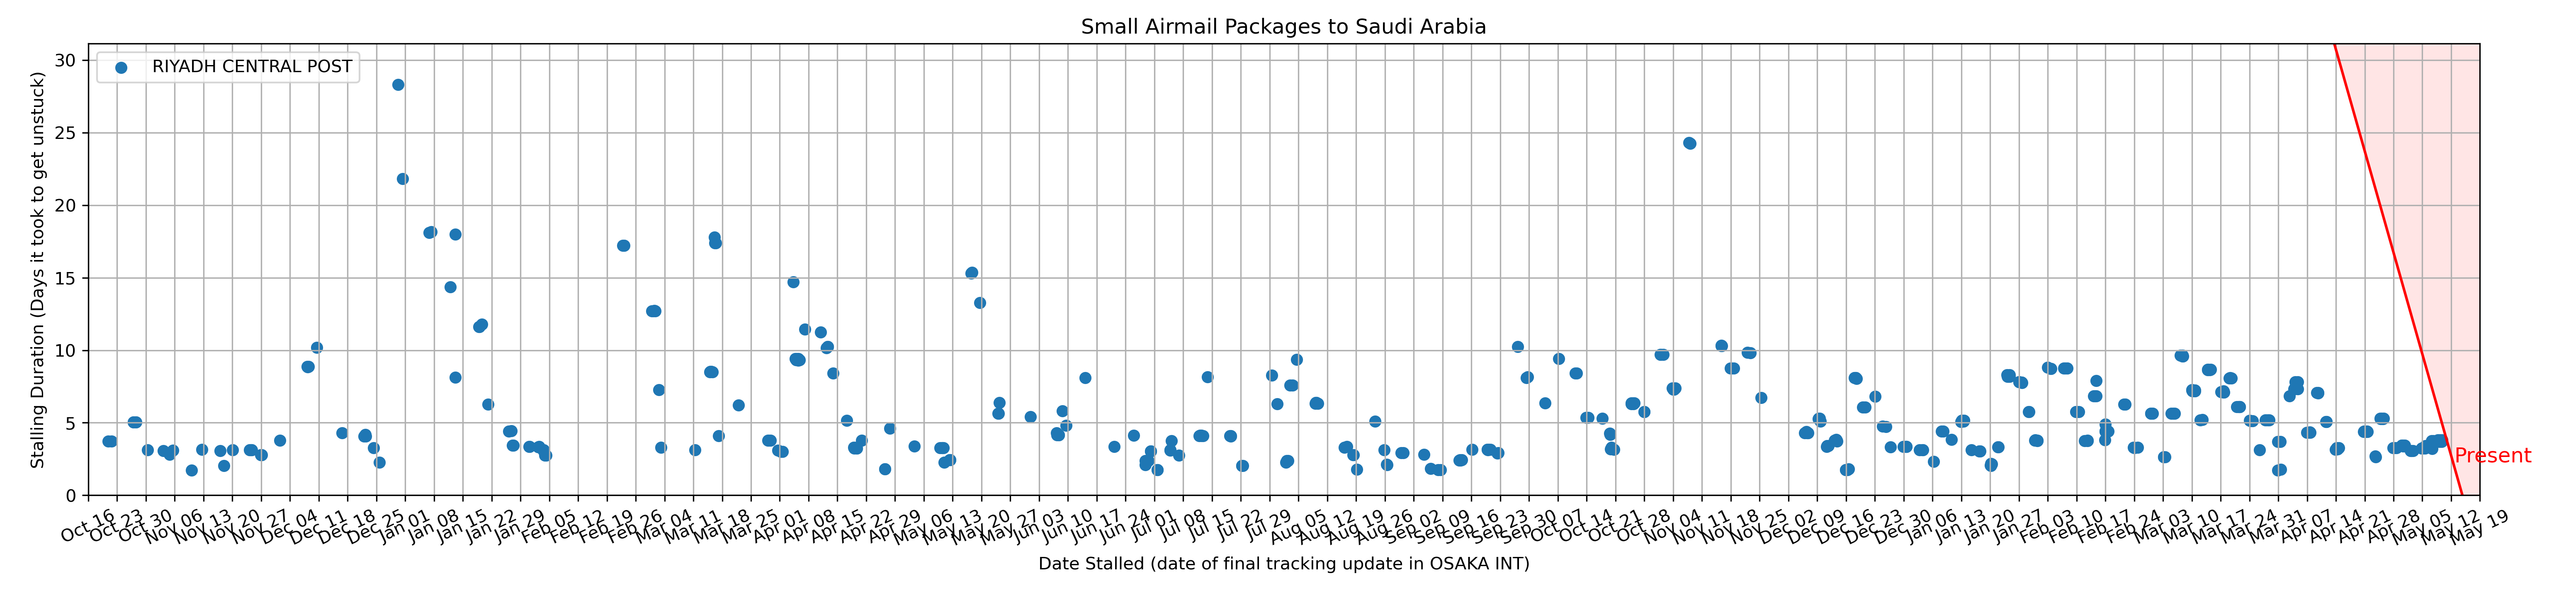 Small Airmail Packages to Saudi Arabia
RIYADH CENTRAL POST
Stalling Duration (Days it took to get unstuck)
30
25
20
15
10
5
0
Present
Oct 16 Oct 23 Oct 30 Nov 06 Nov 13 Nov 20 Nov 27 Dec 04 Dec 11 Dec 18 Dec 25 Jan 01 Jan 08 Jan 15 Jan 22 Jan 29 Feb 05 Feb 12 Feb 19 Feb 26 Mar 04 Mar 11 Mar 18 Mar 25 Apr 01 Apr 08 Apr 15 Apr 22 Apr 29 May 06 May 13 May 20 May 27 Jun 03 Jun 10 Jun 17 Jun 24 Jul 01 Jul 08 Jul 15 Jul 22 Jul 29 Aug 05 Aug 12 Aug 19 Aug 26 Sep 02 Sep 09 Sep 16 Sep 23 Sep 30 Oct 07 Oct 14 Oct 21 Oct 28 Nov 04 Nov 11 Nov 18 Nov 25 Dec 02 Dec 09 Dec 16 Dec 23 Dec 30 Jan 06 Jan 13 Jan 20 Jan 27 Feb 03 Feb 10 Feb 17 Feb 24 Mar 03 Mar 10 Mar 17 Mar 24 Mar 31 Apr 07 Apr 14 Apr 21 Apr 28 May 05 May 12 May 19
Date Stalled (date of final tracking update in OSAKA INT)